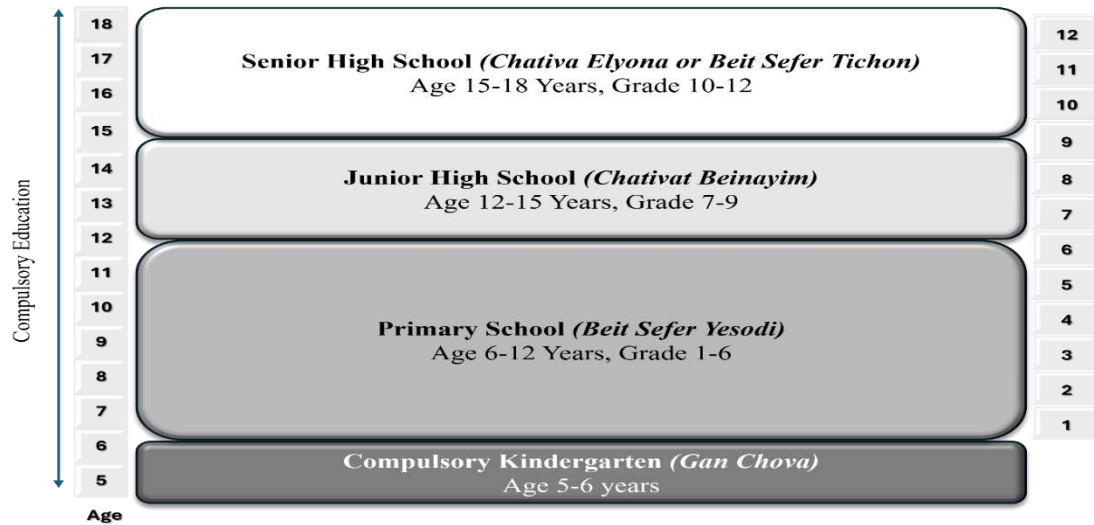 18
17
16
15
14
13
12
11
10
9
8
7
6
5
Age
Compulsory Education
Senior High School (Chativa Elyona or Beit Sefer Tichon)
Age 15-18 Years, Grade 10-12
Junior High School (Chativat Beinayim)
Age 12-15 Years, Grade 7-9
Primary School (Beit Sefer Yesodi)
Age 6-12 Years, Grade 1-6
Compulsory Kindergarten (Gan Chova)
Age 5-6 years
12
11
10
9
8
7
6
5
4
3
2
1